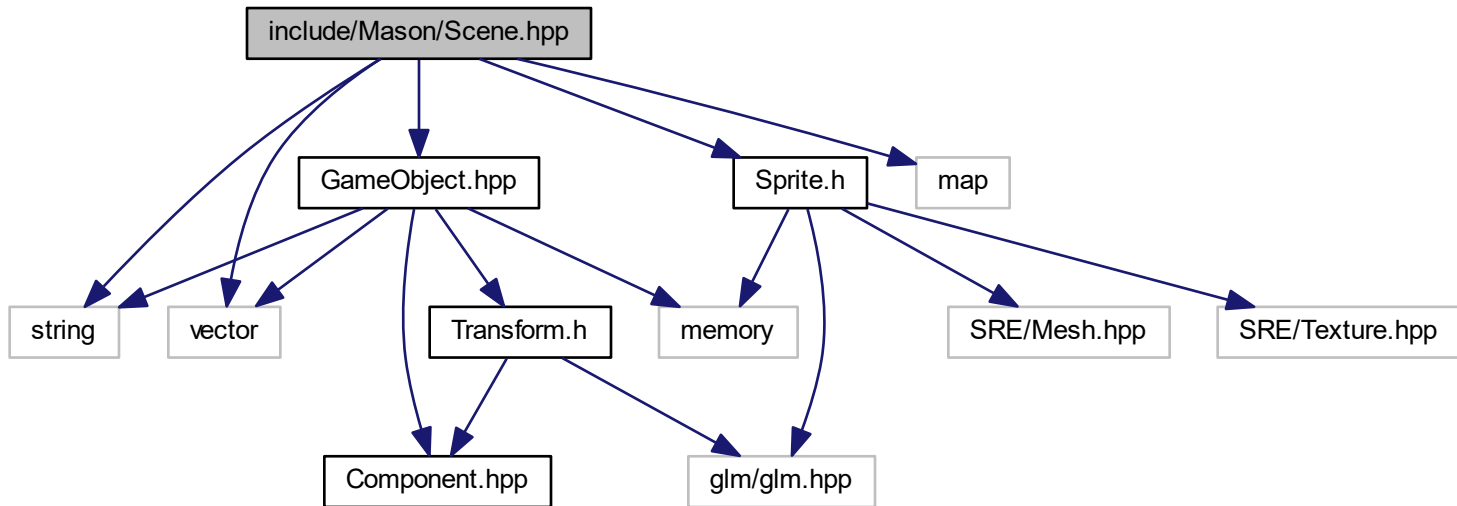 include/Mason/Scene.hpp
GameObject.hpp
Sprite.h
map
string
vector
Transform.h
memory
SRE/Mesh.hpp
SRE/Texture.hpp
Component.hpp
glm/glm.hpp